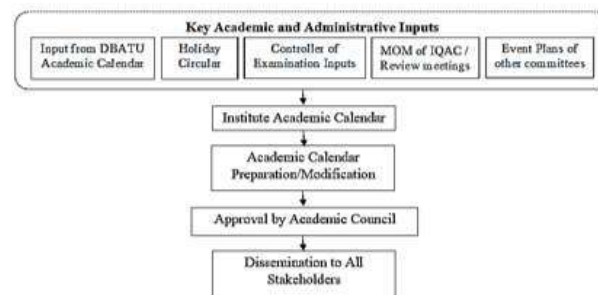 Key Academic and Administrative Inputs
Input from DBATU
Academic Calendar
Holiday
Circular
Controller of
Examination Inputs
MOM of IQAC /
Review meetings
Event Plans of
other committees
Institute Academic Calendar
Academic Calendar
Preparation/Modification
Approval by Academic Council
Dissemination to All
Stakeholders